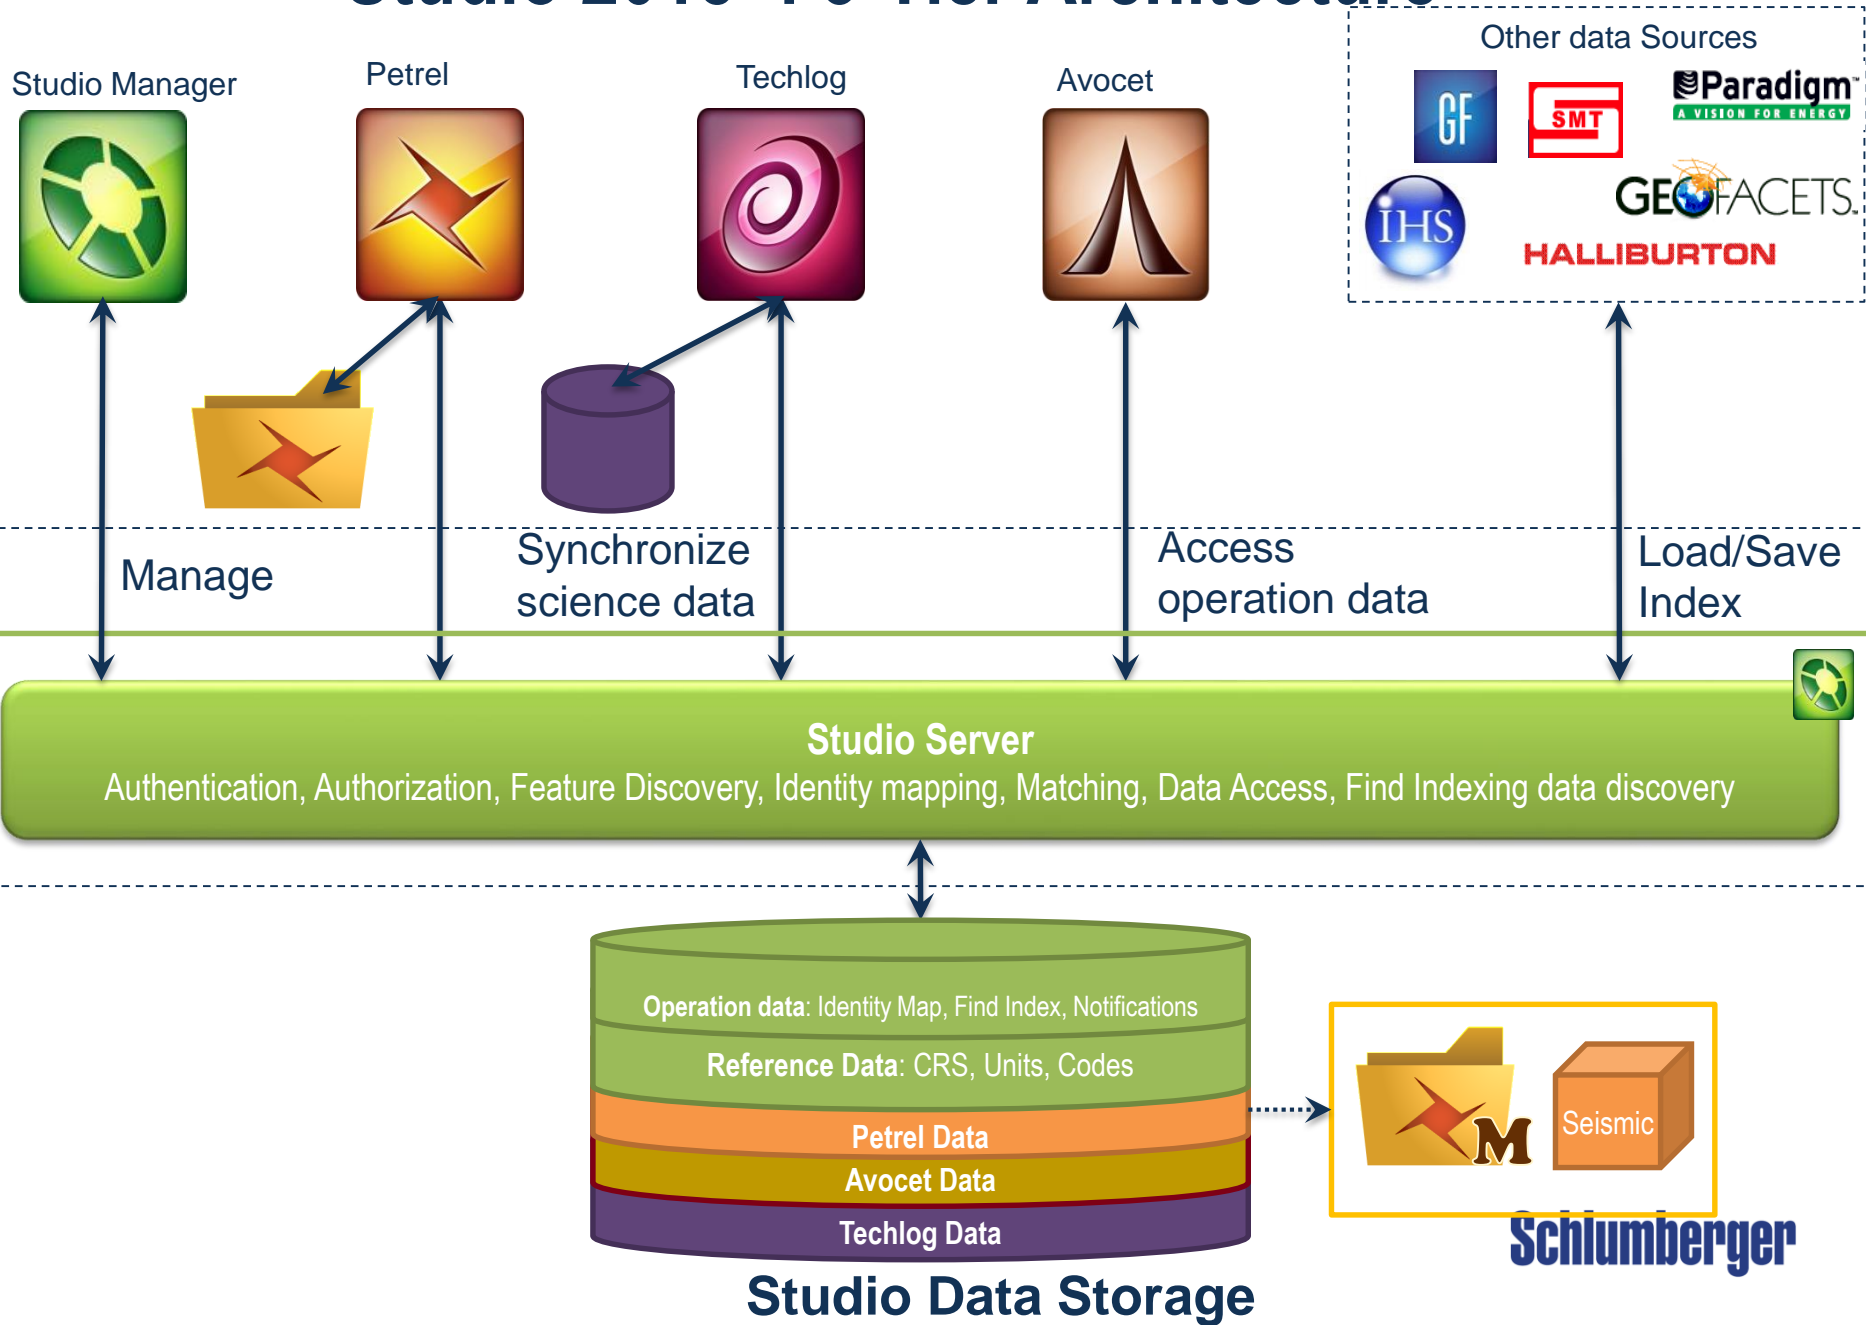 Studio Manager
Petrel
Techlog
Avocet
Other data Sources
GF
SMT
Paradigm™
A VISION FOR ENERGY
IHS
GEOFACETS
HALLIBURTON
Manage
Synchronize
science data
Access
operation data
Load/Save
Index
Studio Server
Authentication, Authorization, Feature Discovery, Identity mapping, Matching, Data Access, Find Indexing data discovery
Operation data: Identity Map, Find Index, Notifications
Reference Data: CRS, Units, Codes
Petrel Data
Avocet Data
Techlog Data
M
Seismic
Schlumberger
Studio Data Storage